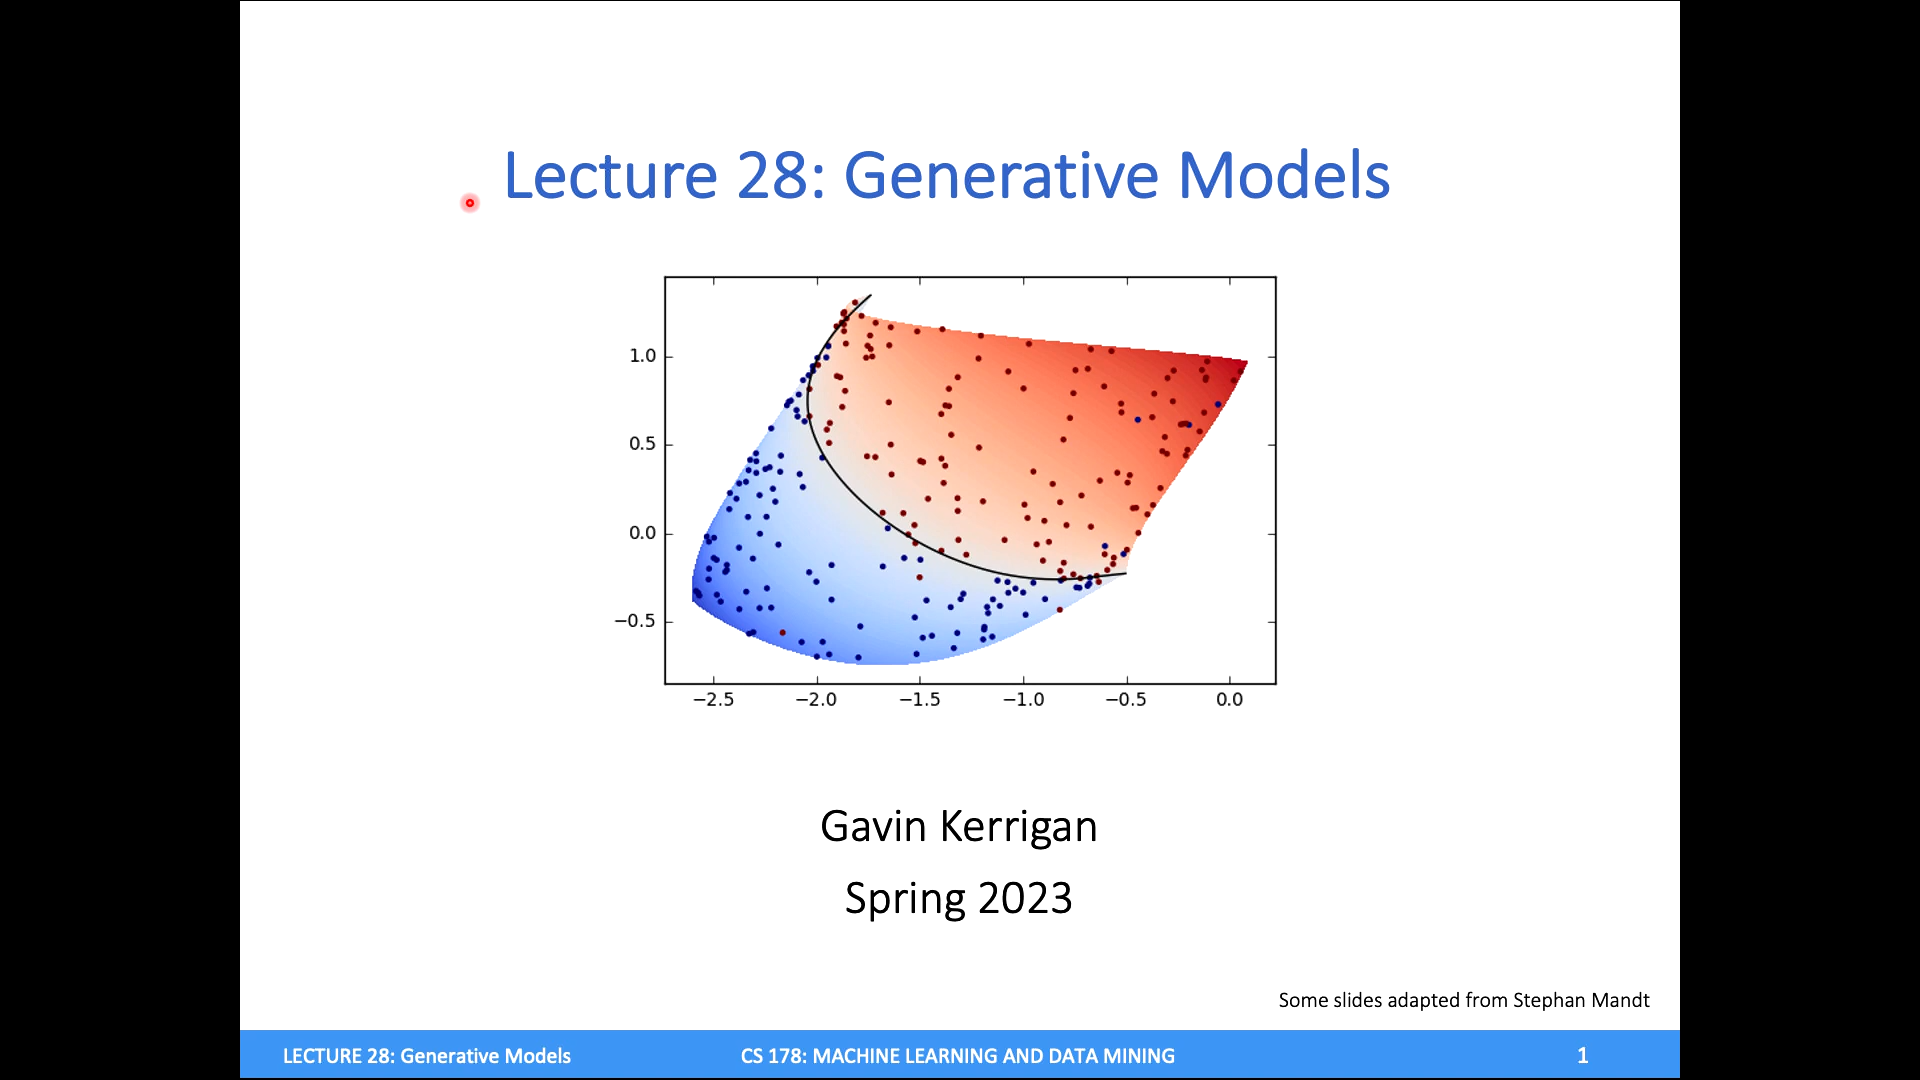 Lecture 28: Generative Models
1.0
0.5
0.0
−0.5
−2.5 −2.0 −1.5 −1.0 −0.5 0.0
Gavin Kerrigan
Spring 2023
Some slides adapted from Stephan Mandt
LECTURE 28: Generative Models CS 178: MACHINE LEARNING AND DATA MINING 1